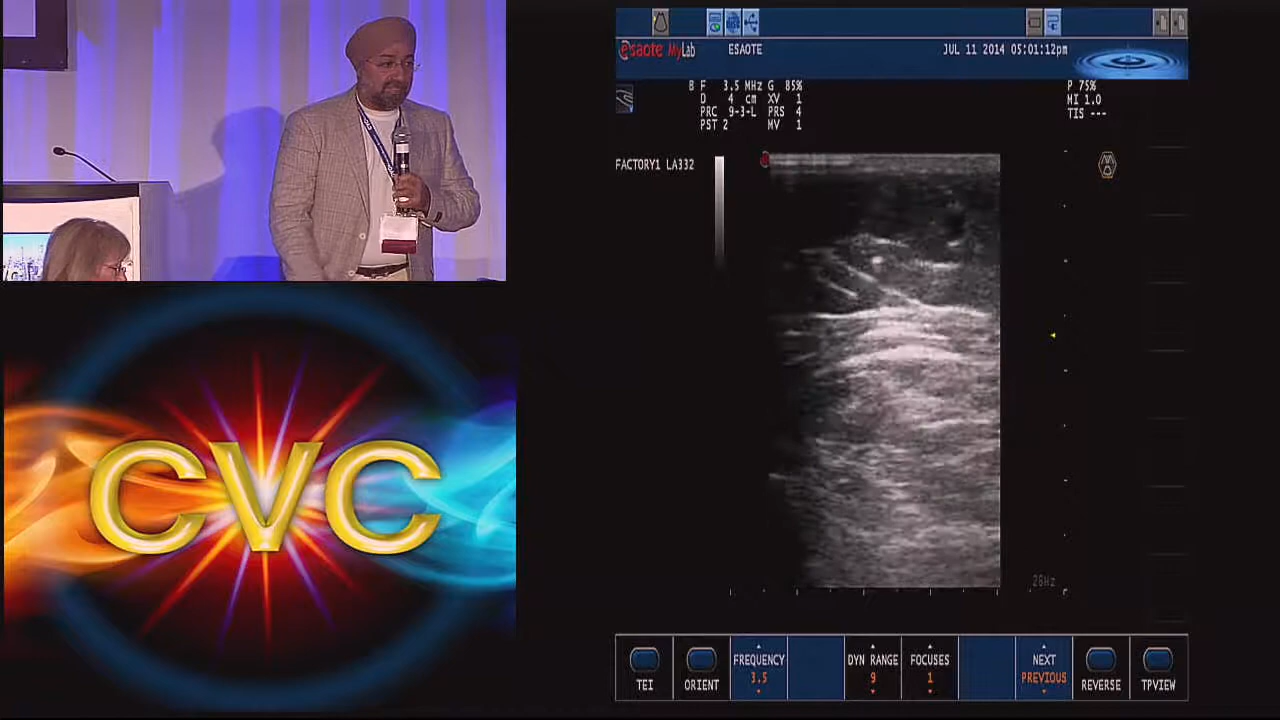 CVC
esaote MyLab
ESAOTE
JUL 11 2014 05:01:12pm
B F 3.5 MHz G 85%
D 4 cm XV 1
PRC 9-3-L PRS 4
PST 2 MV 1
P 75%
MI 1.0
TIS ---
FACTORY1 LA332
26Hz
TEI
ORIENT
FREQUENCY
3.5
DYN RANGE
9
FOCUSES
1
NEXT
PREVIOUS
REVERSE
TPVIEW